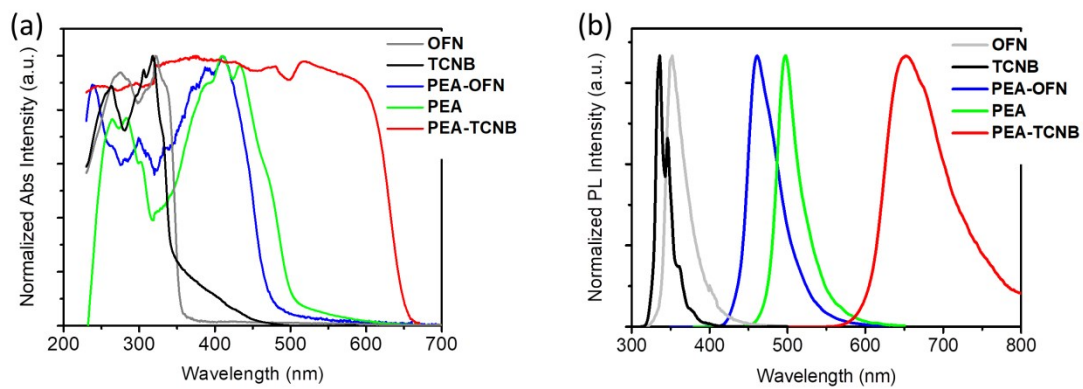 (a)
Normalized Abs Intensity (a.u.)
OFN
TCNB
PEA-OFN
PEA
PEA-TCNB
200 300 400 500 600 700
Wavelength (nm)
(b)
Normalized PL Intensity (a.u.)
OFN
TCNB
PEA-OFN
PEA
PEA-TCNB
300 400 500 600 700 800
Wavelength (nm)